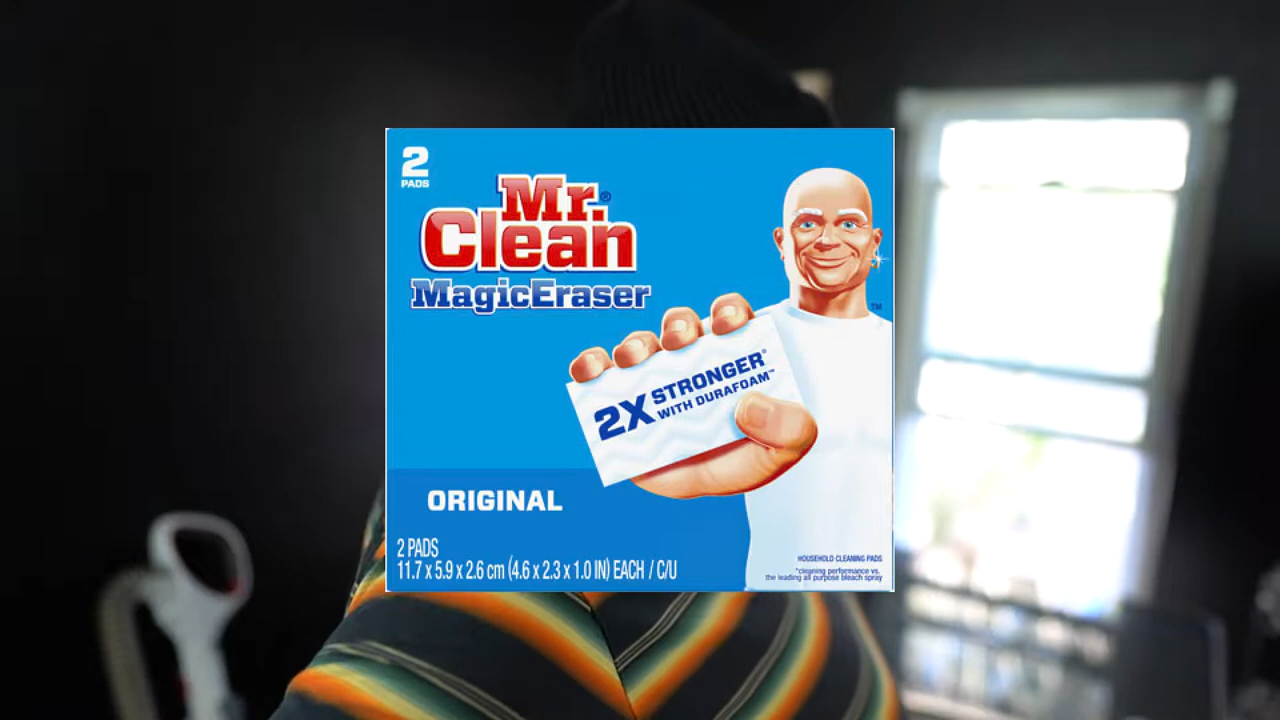 2
PADS
Mr.®
Clean
MagicEraser
™
2X STRONGER*
WITH DURAFOAM™
ORIGINAL
2 PADS
11.7 x 5.9 x 2.6 cm (4.6 x 2.3 x 1.0 IN) EACH / C/U
HOUSEHOLD CLEANING PADS
*cleaning performance vs.
the leading all purpose bleach spray